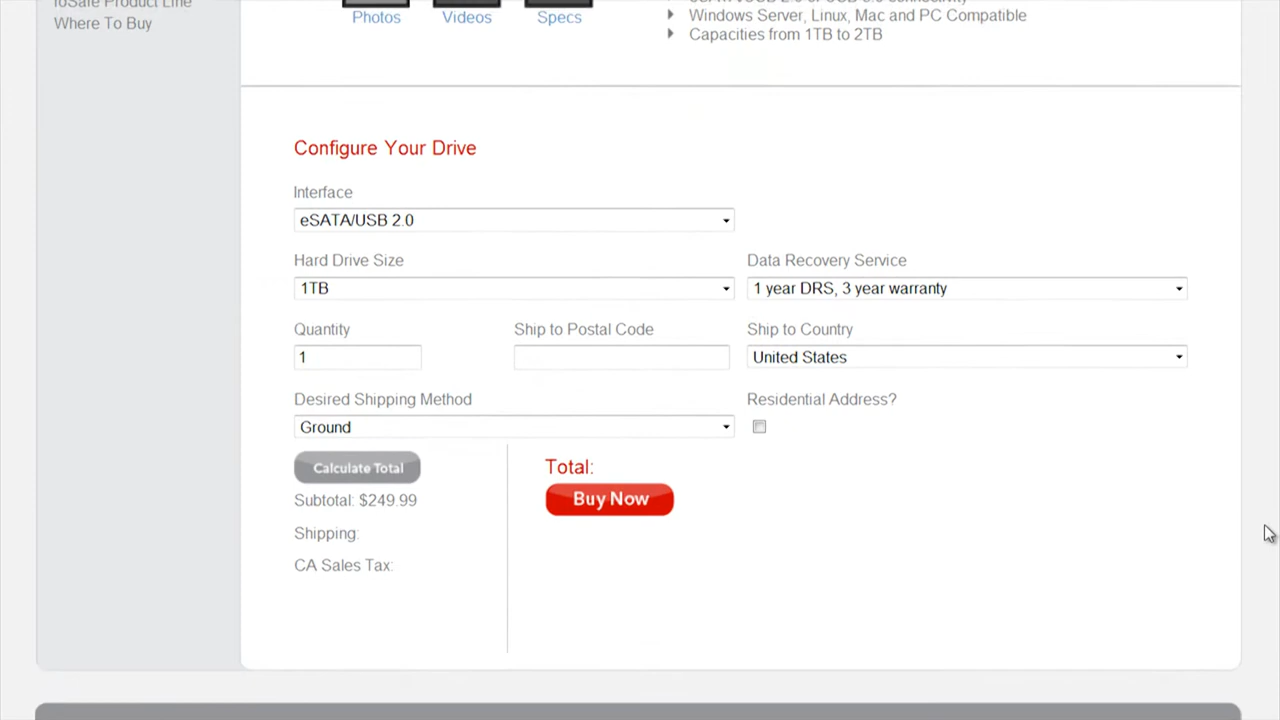 ioSafe Product Line
Where To Buy
Photos
Videos
Specs
Windows Server, Linux, Mac and PC Compatible
Capacities from 1TB to 2TB
Configure Your Drive
Interface
eSATA/USB 2.0
Hard Drive Size
Data Recovery Service
1TB
1 year DRS, 3 year warranty
Quantity
Ship to Postal Code
Ship to Country
1
United States
Desired Shipping Method
Residential Address?
Ground
Calculate Total
Total:
Subtotal: $249.99
Buy Now
Shipping:
CA Sales Tax: